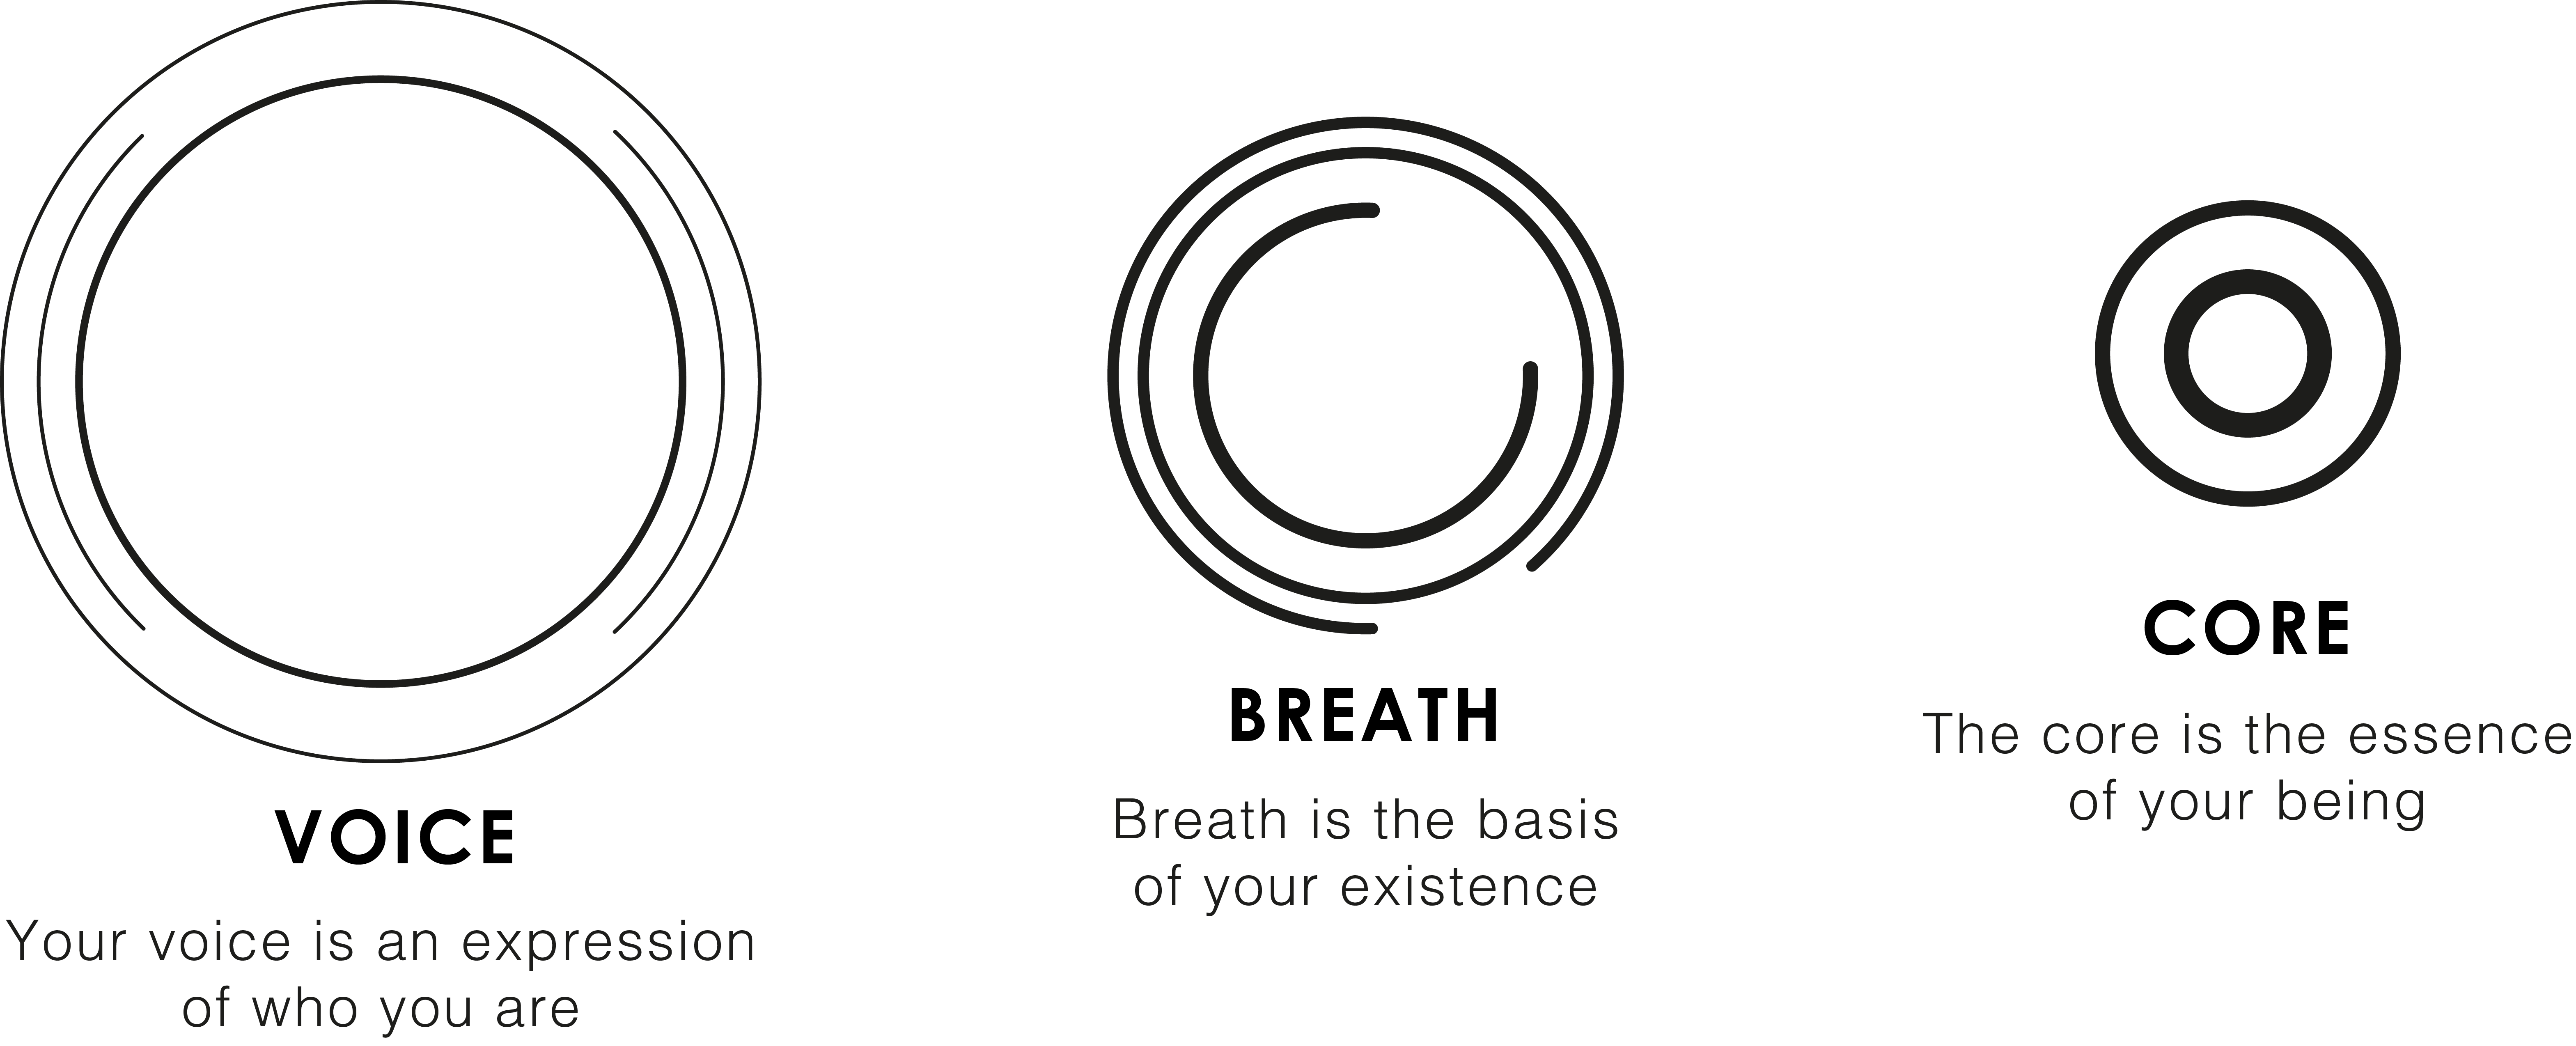 VOICE
Your voice is an expression
of who you are
BREATH
Breath is the basis
of your existence
CORE
The core is the essence
of your being